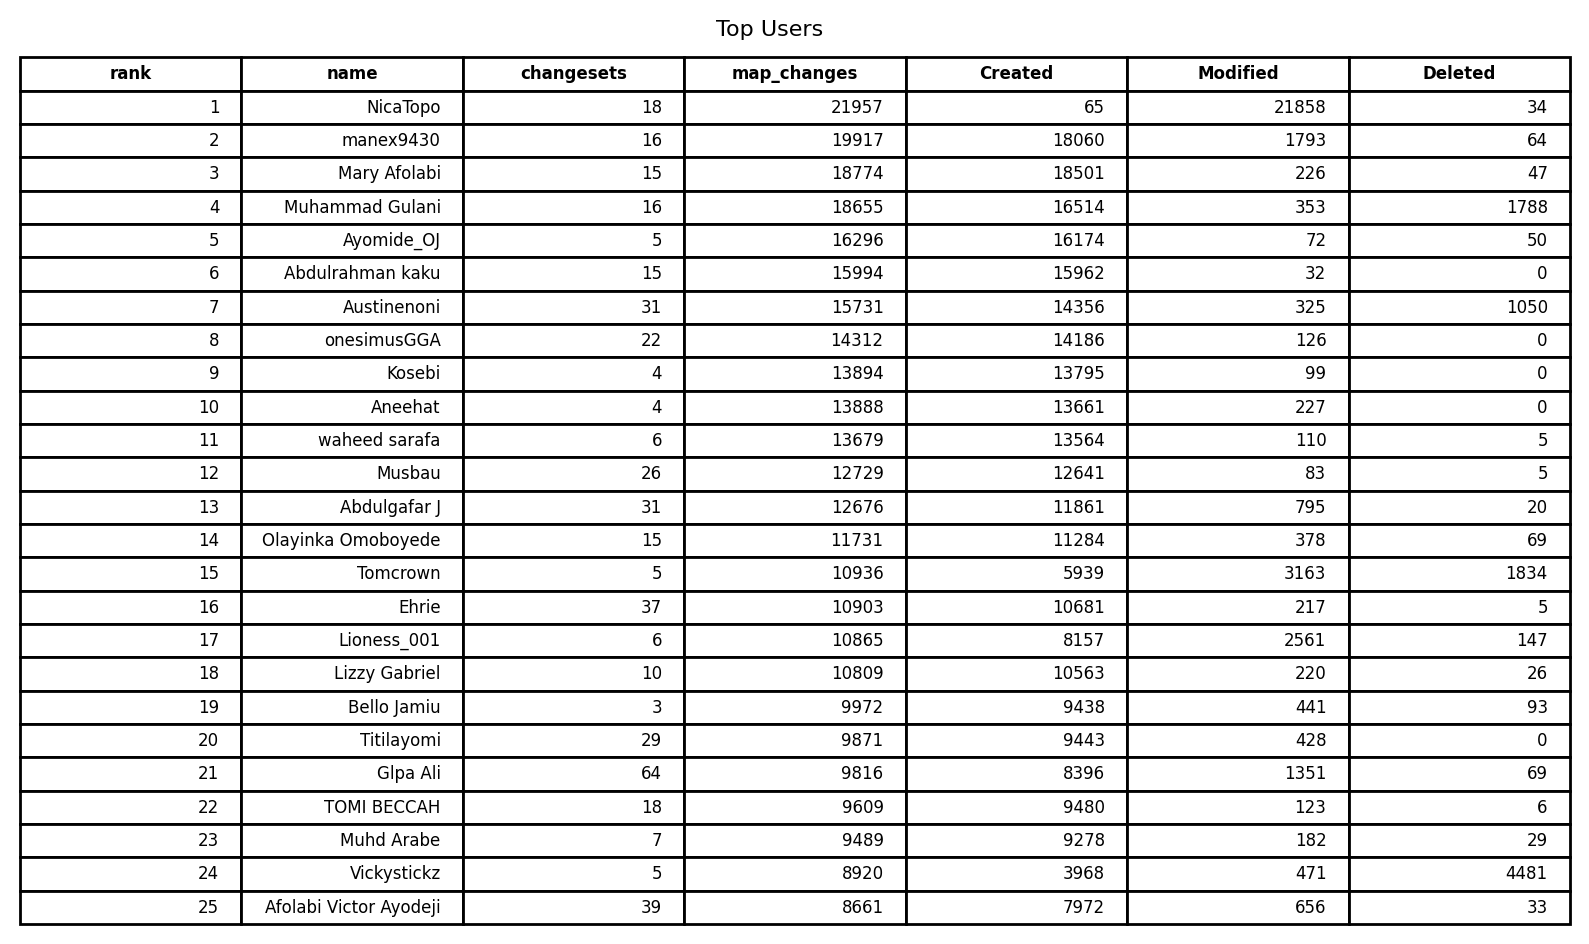 Top Users
rank name changesets map_changes Created Modified Deleted
1 NicaTopo 18 21957 65 21858 34
2 manex9430 16 19917 18060 1793 64
3 Mary Afolabi 15 18774 18501 226 47
4 Muhammad Gulani 16 18655 16514 353 1788
5 Ayomide_OJ 5 16296 16174 72 50
6 Abdulrahman kaku 15 15994 15962 32 0
7 Austinenoni 31 15731 14356 325 1050
8 onesimusGGA 22 14312 14186 126 0
9 Kosebi 4 13894 13795 99 0
10 Aneehat 4 13888 13661 227 0
11 waheed sarafa 6 13679 13564 110 5
12 Musbau 26 12729 12641 83 5
13 Abdulgafar J 31 12676 11861 795 20
14 Olayinka Omoboyede 15 11731 11284 378 69
15 Tomcrown 5 10936 5939 3163 1834
16 Ehrie 37 10903 10681 217 5
17 Lioness_001 6 10865 8157 2561 147
18 Lizzy Gabriel 10 10809 10563 220 26
19 Bello Jamiu 3 9972 9438 441 93
20 Titilayomi 29 9871 9443 428 0
21 Glpa Ali 64 9816 8396 1351 69
22 TOMI BECCAH 18 9609 9480 123 6
23 Muhd Arabe 7 9489 9278 182 29
24 Vickystickz 5 8920 3968 471 4481
25 Afolabi Victor Ayodeji 39 8661 7972 656 33